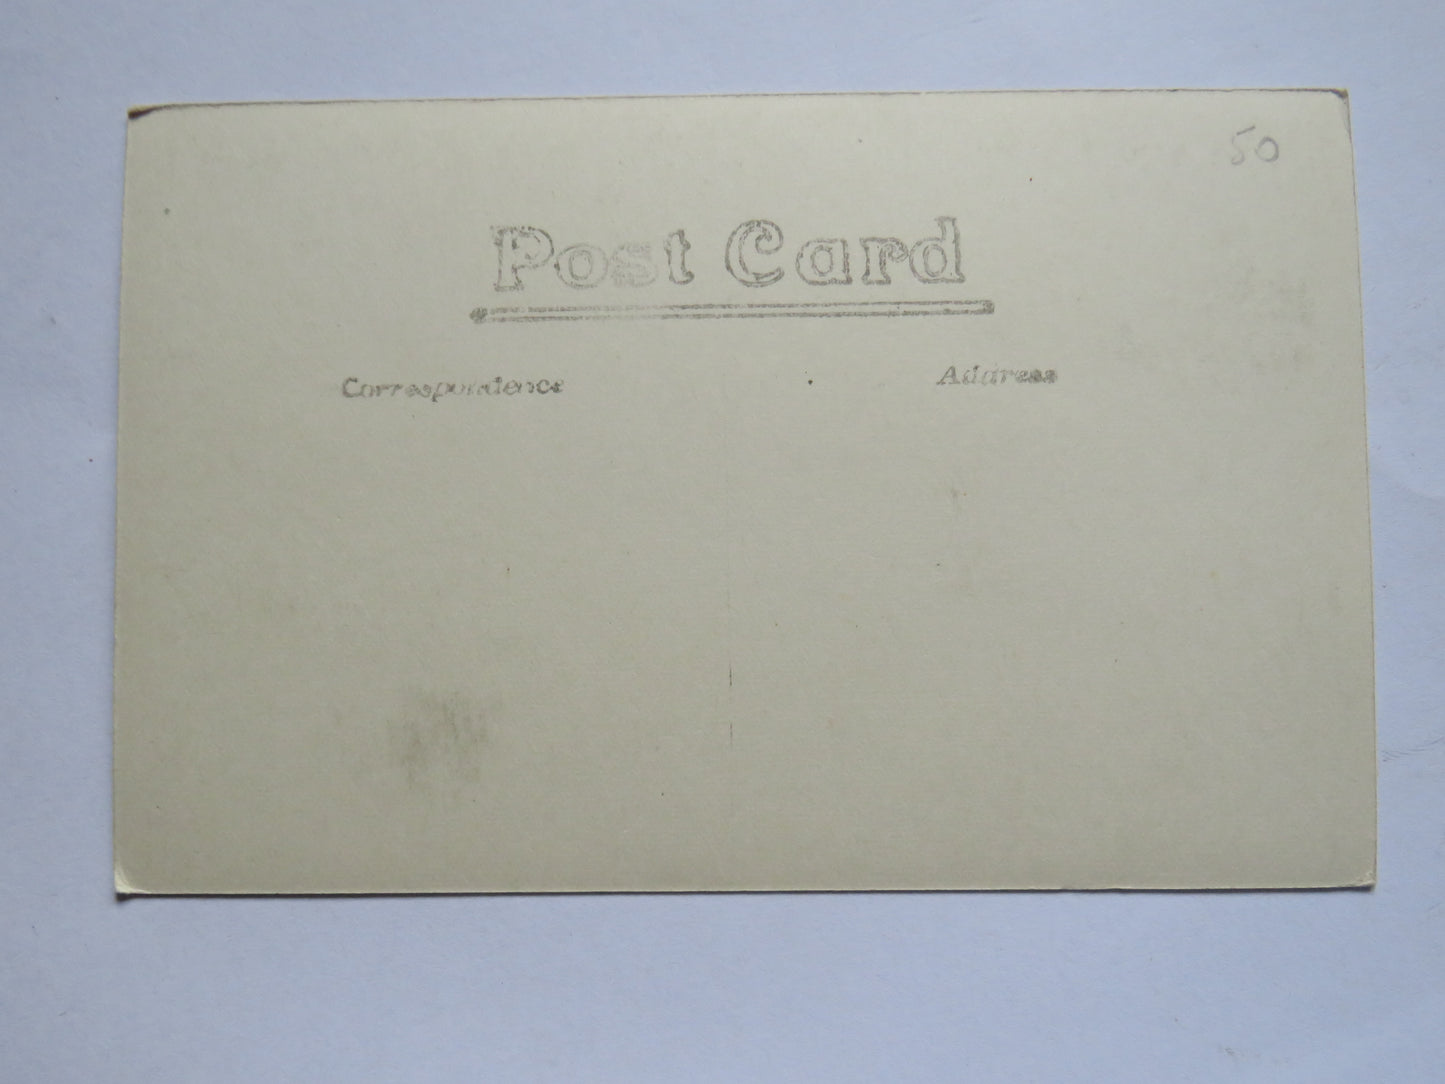 50
Post Card
Correspondence
Address